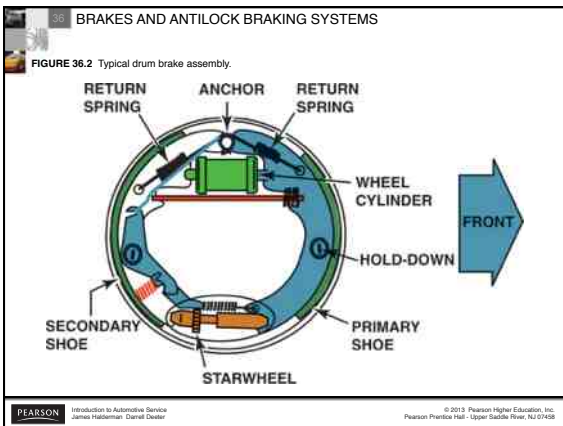 36 BRAKES AND ANTILOCK BRAKING SYSTEMS
FIGURE 36.2 Typical drum brake assembly.
RETURN
SPRING
ANCHOR
RETURN
SPRING
WHEEL
CYLINDER
FRONT
HOLD-DOWN
SECONDARY
SHOE
PRIMARY
SHOE
STARWHEEL
PEARSON
Introduction to Automotive Service
James Halderman Darrell Deeter
© 2013 Pearson Higher Education, Inc.
Pearson Prentice Hall - Upper Saddle River, NJ 07458